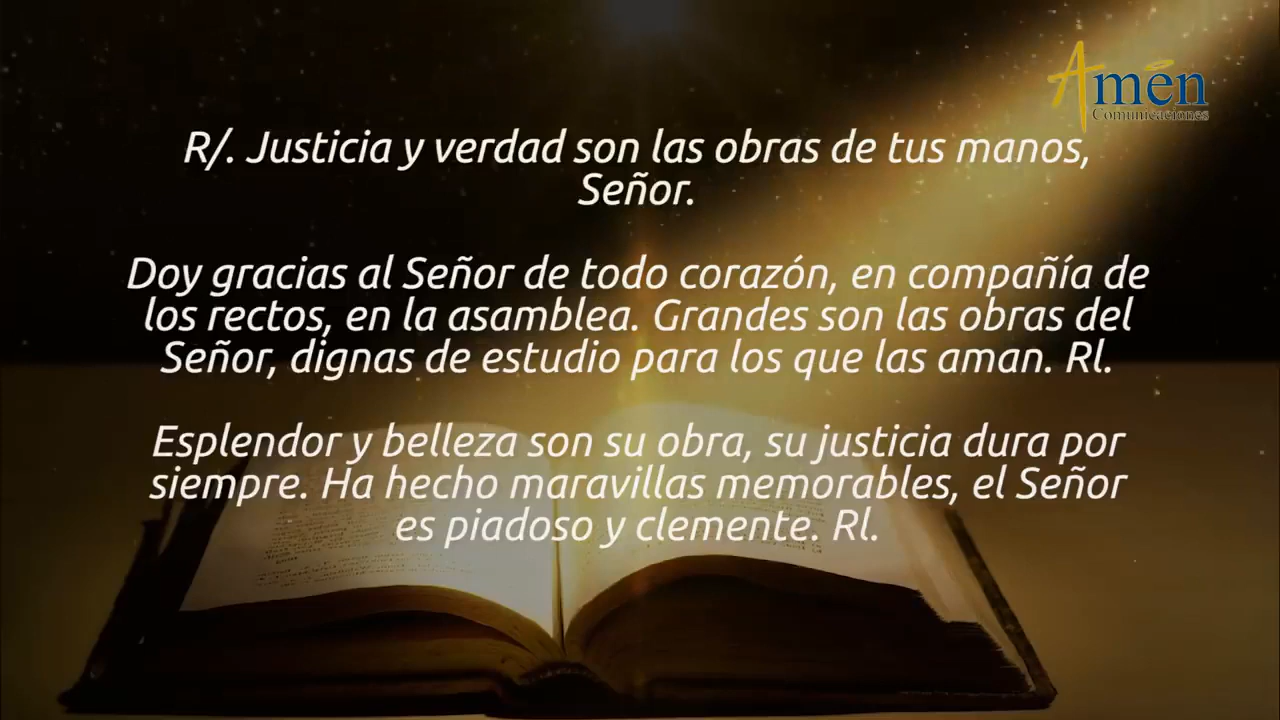 Amén
Comunicaciones
R/. Justicia y verdad son las obras de tus manos,
Señor.
Doy gracias al Señor de todo corazón, en compañía de
los rectos, en la asamblea. Grandes son las obras del
Señor, dignas de estudio para los que las aman. Rl.
Esplendor y belleza son su obra, su justicia dura por
siempre. Ha hecho maravillas memorables, el Señor
es piadoso y clemente. Rl.